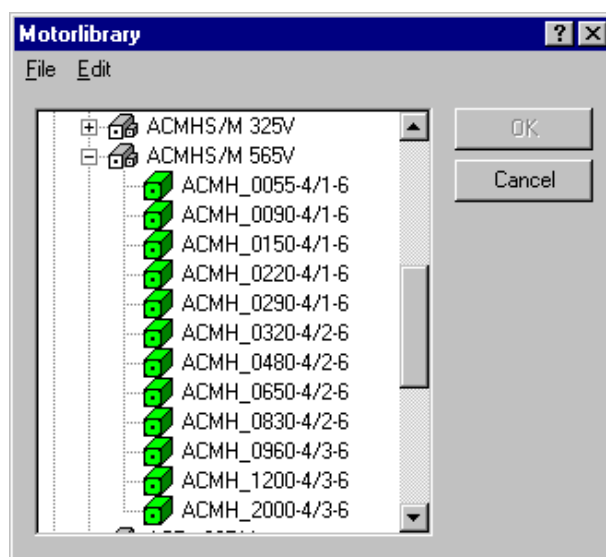 Motorlibrary
File Edit
ACMHS/M 325V
OK
ACMHS/M 565V
Cancel
ACMH_0055-4/1-6
ACMH_0090-4/1-6
ACMH_0150-4/1-6
ACMH_0220-4/1-6
ACMH_0290-4/1-6
ACMH_0320-4/2-6
ACMH_0480-4/2-6
ACMH_0650-4/2-6
ACMH_0830-4/2-6
ACMH_0960-4/3-6
ACMH_1200-4/3-6
ACMH_2000-4/3-6